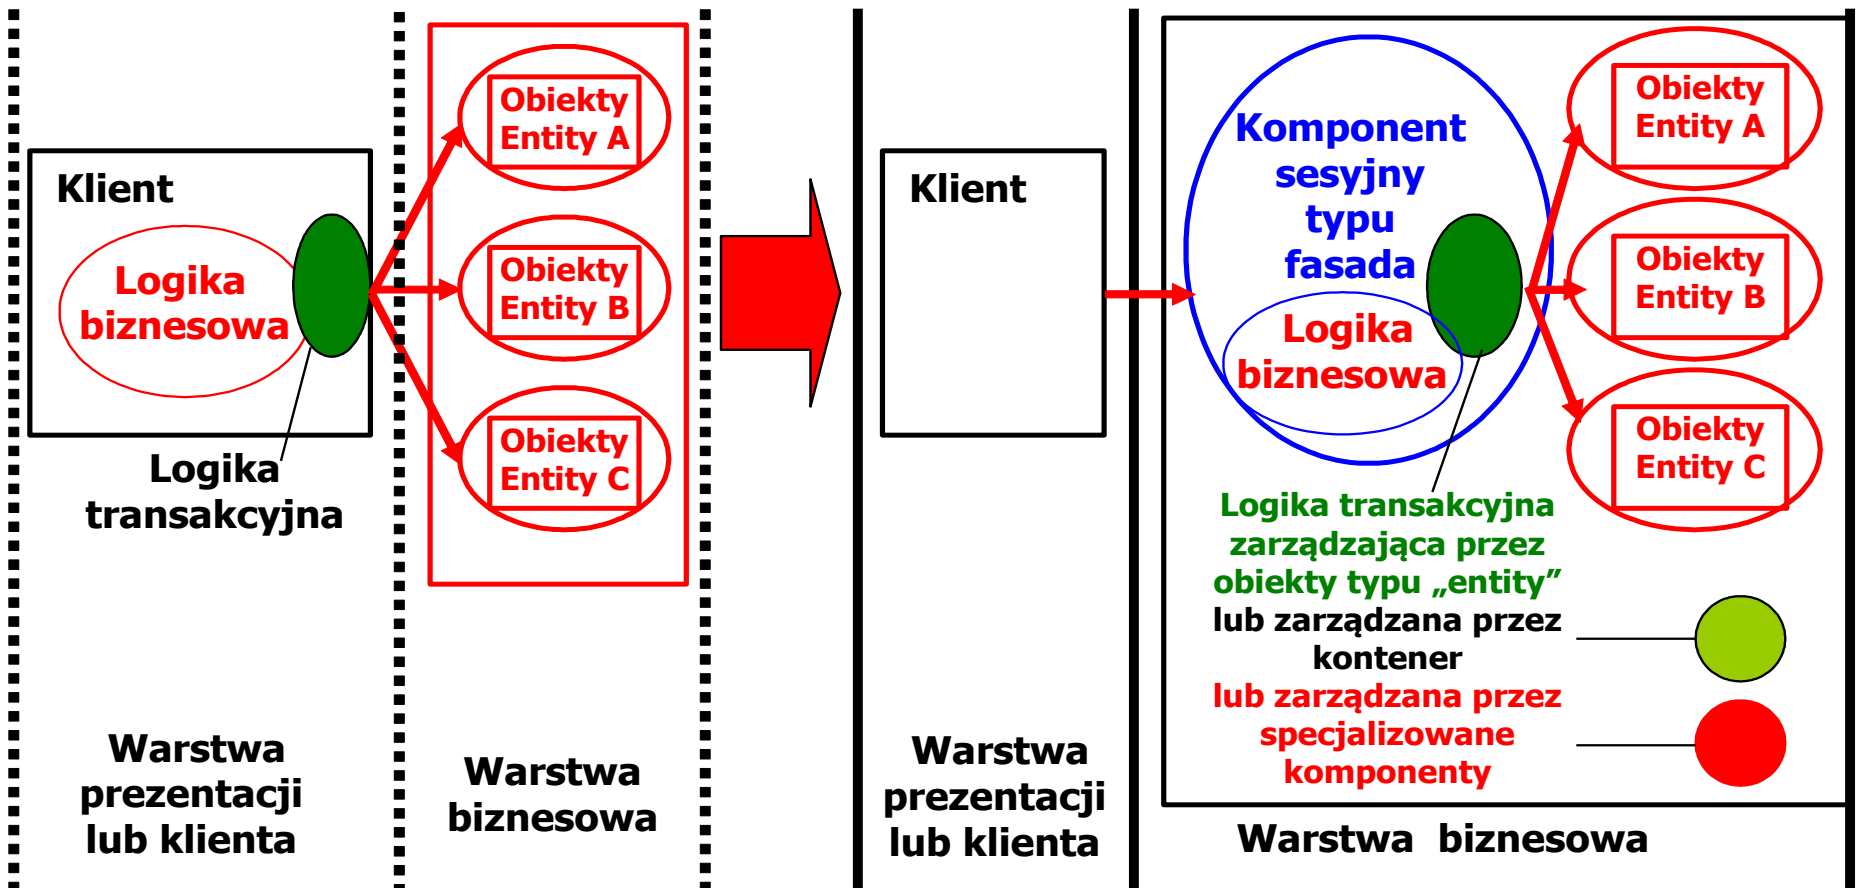 Klient
Logika
biznesowa
Logika
transakcyjna
Warstwa
prezentacji
lub klienta
Obiekty
Entity A
Obiekty
Entity B
Obiekty
Entity C
Warstwa
biznesowa
Klient
Warstwa
prezentacji
lub klienta
Komponent
sesyjny
typu
fasada
Logika
biznesowa
Obiekty
Entity A
Obiekty
Entity B
Obiekty
Entity C
Logika transakcyjna
zarządzająca przez
obiekty typu „entity”
lub zarządzana przez
kontener
lub zarządzana przez
specjalizowane
komponenty
Warstwa biznesowa